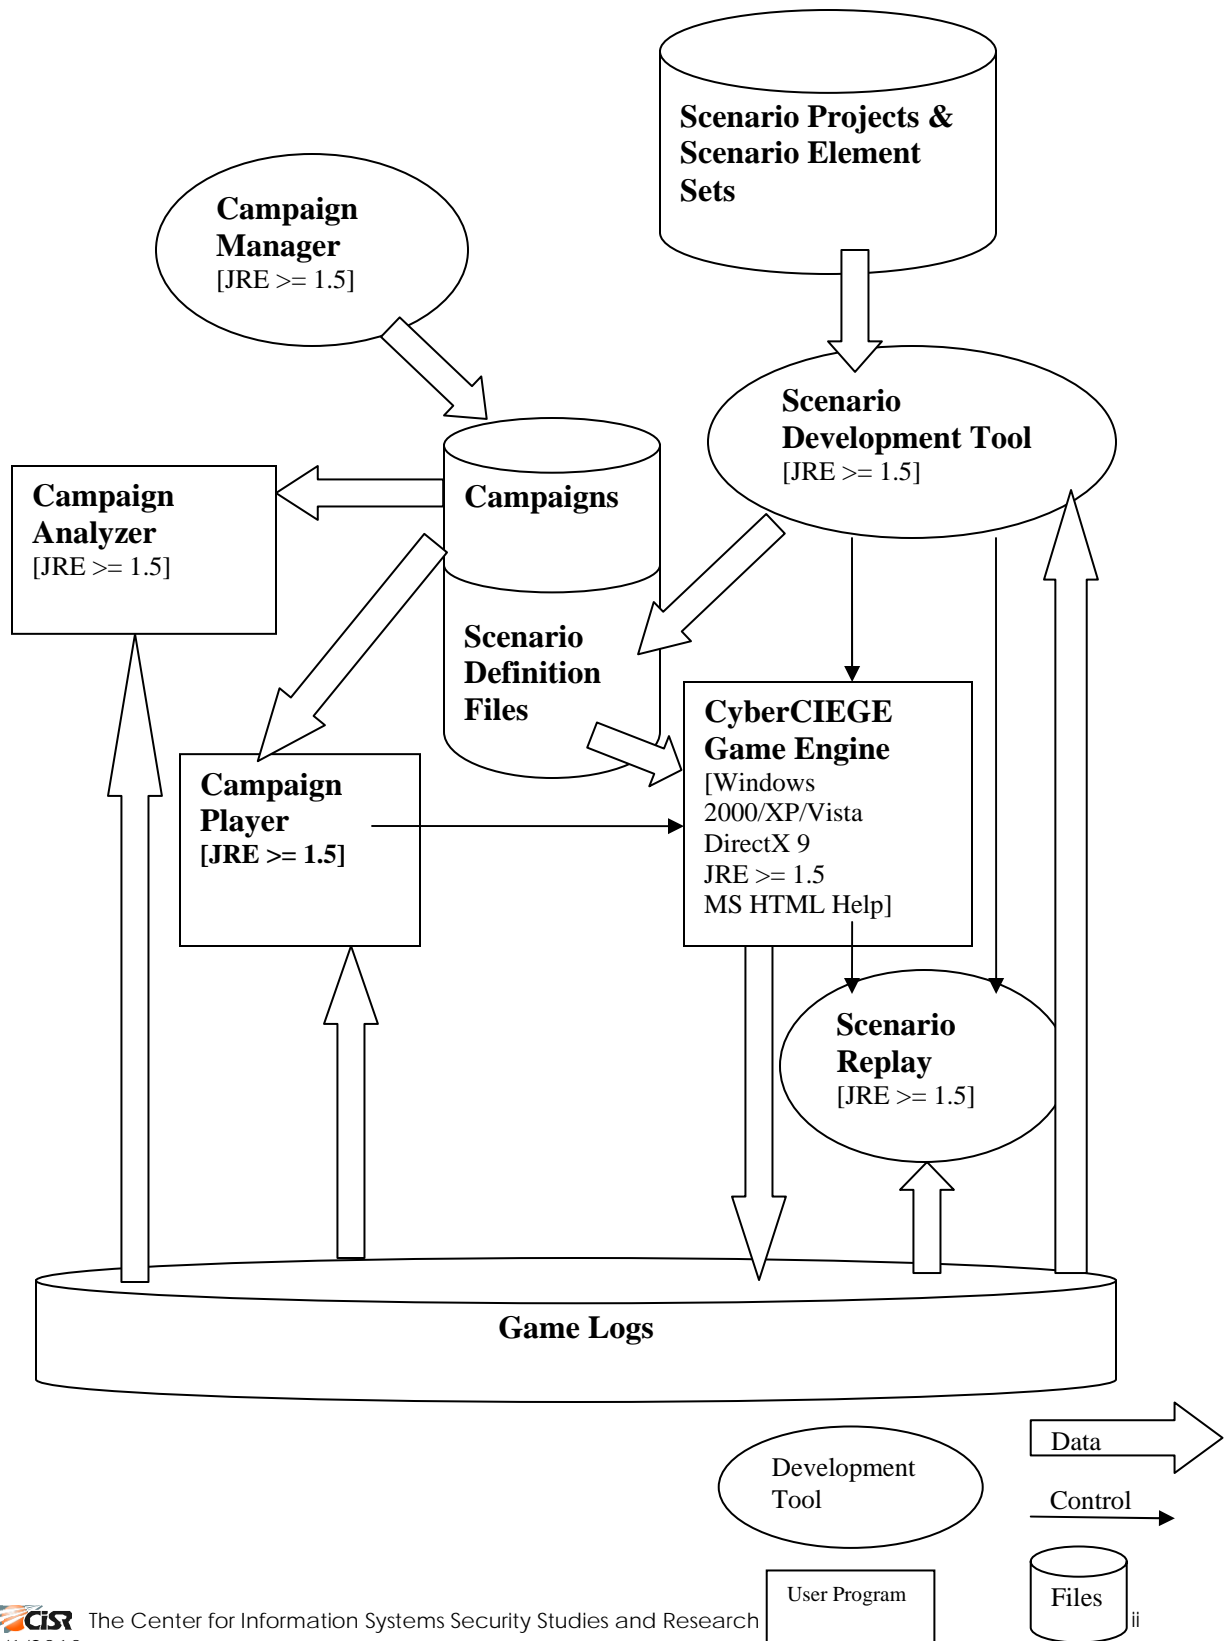 Scenario Projects &
Scenario Element
Sets
Campaign
Manager
[JRE >= 1.5]
Scenario
Development Tool
[JRE >= 1.5]
Campaign
Analyzer
[JRE >= 1.5]
Campaigns
Scenario
Definition
Files
CyberCIEGE
Game Engine
[Windows
2000/XP/Vista
DirectX 9
JRE >= 1.5
MS HTML Help]
Campaign
Player
[JRE >= 1.5]
Scenario
Replay
[JRE >= 1.5]
Game Logs
Development
Tool
Data
Control
User Program
Files
CISR The Center for Information Systems Security Studies and Research
ii